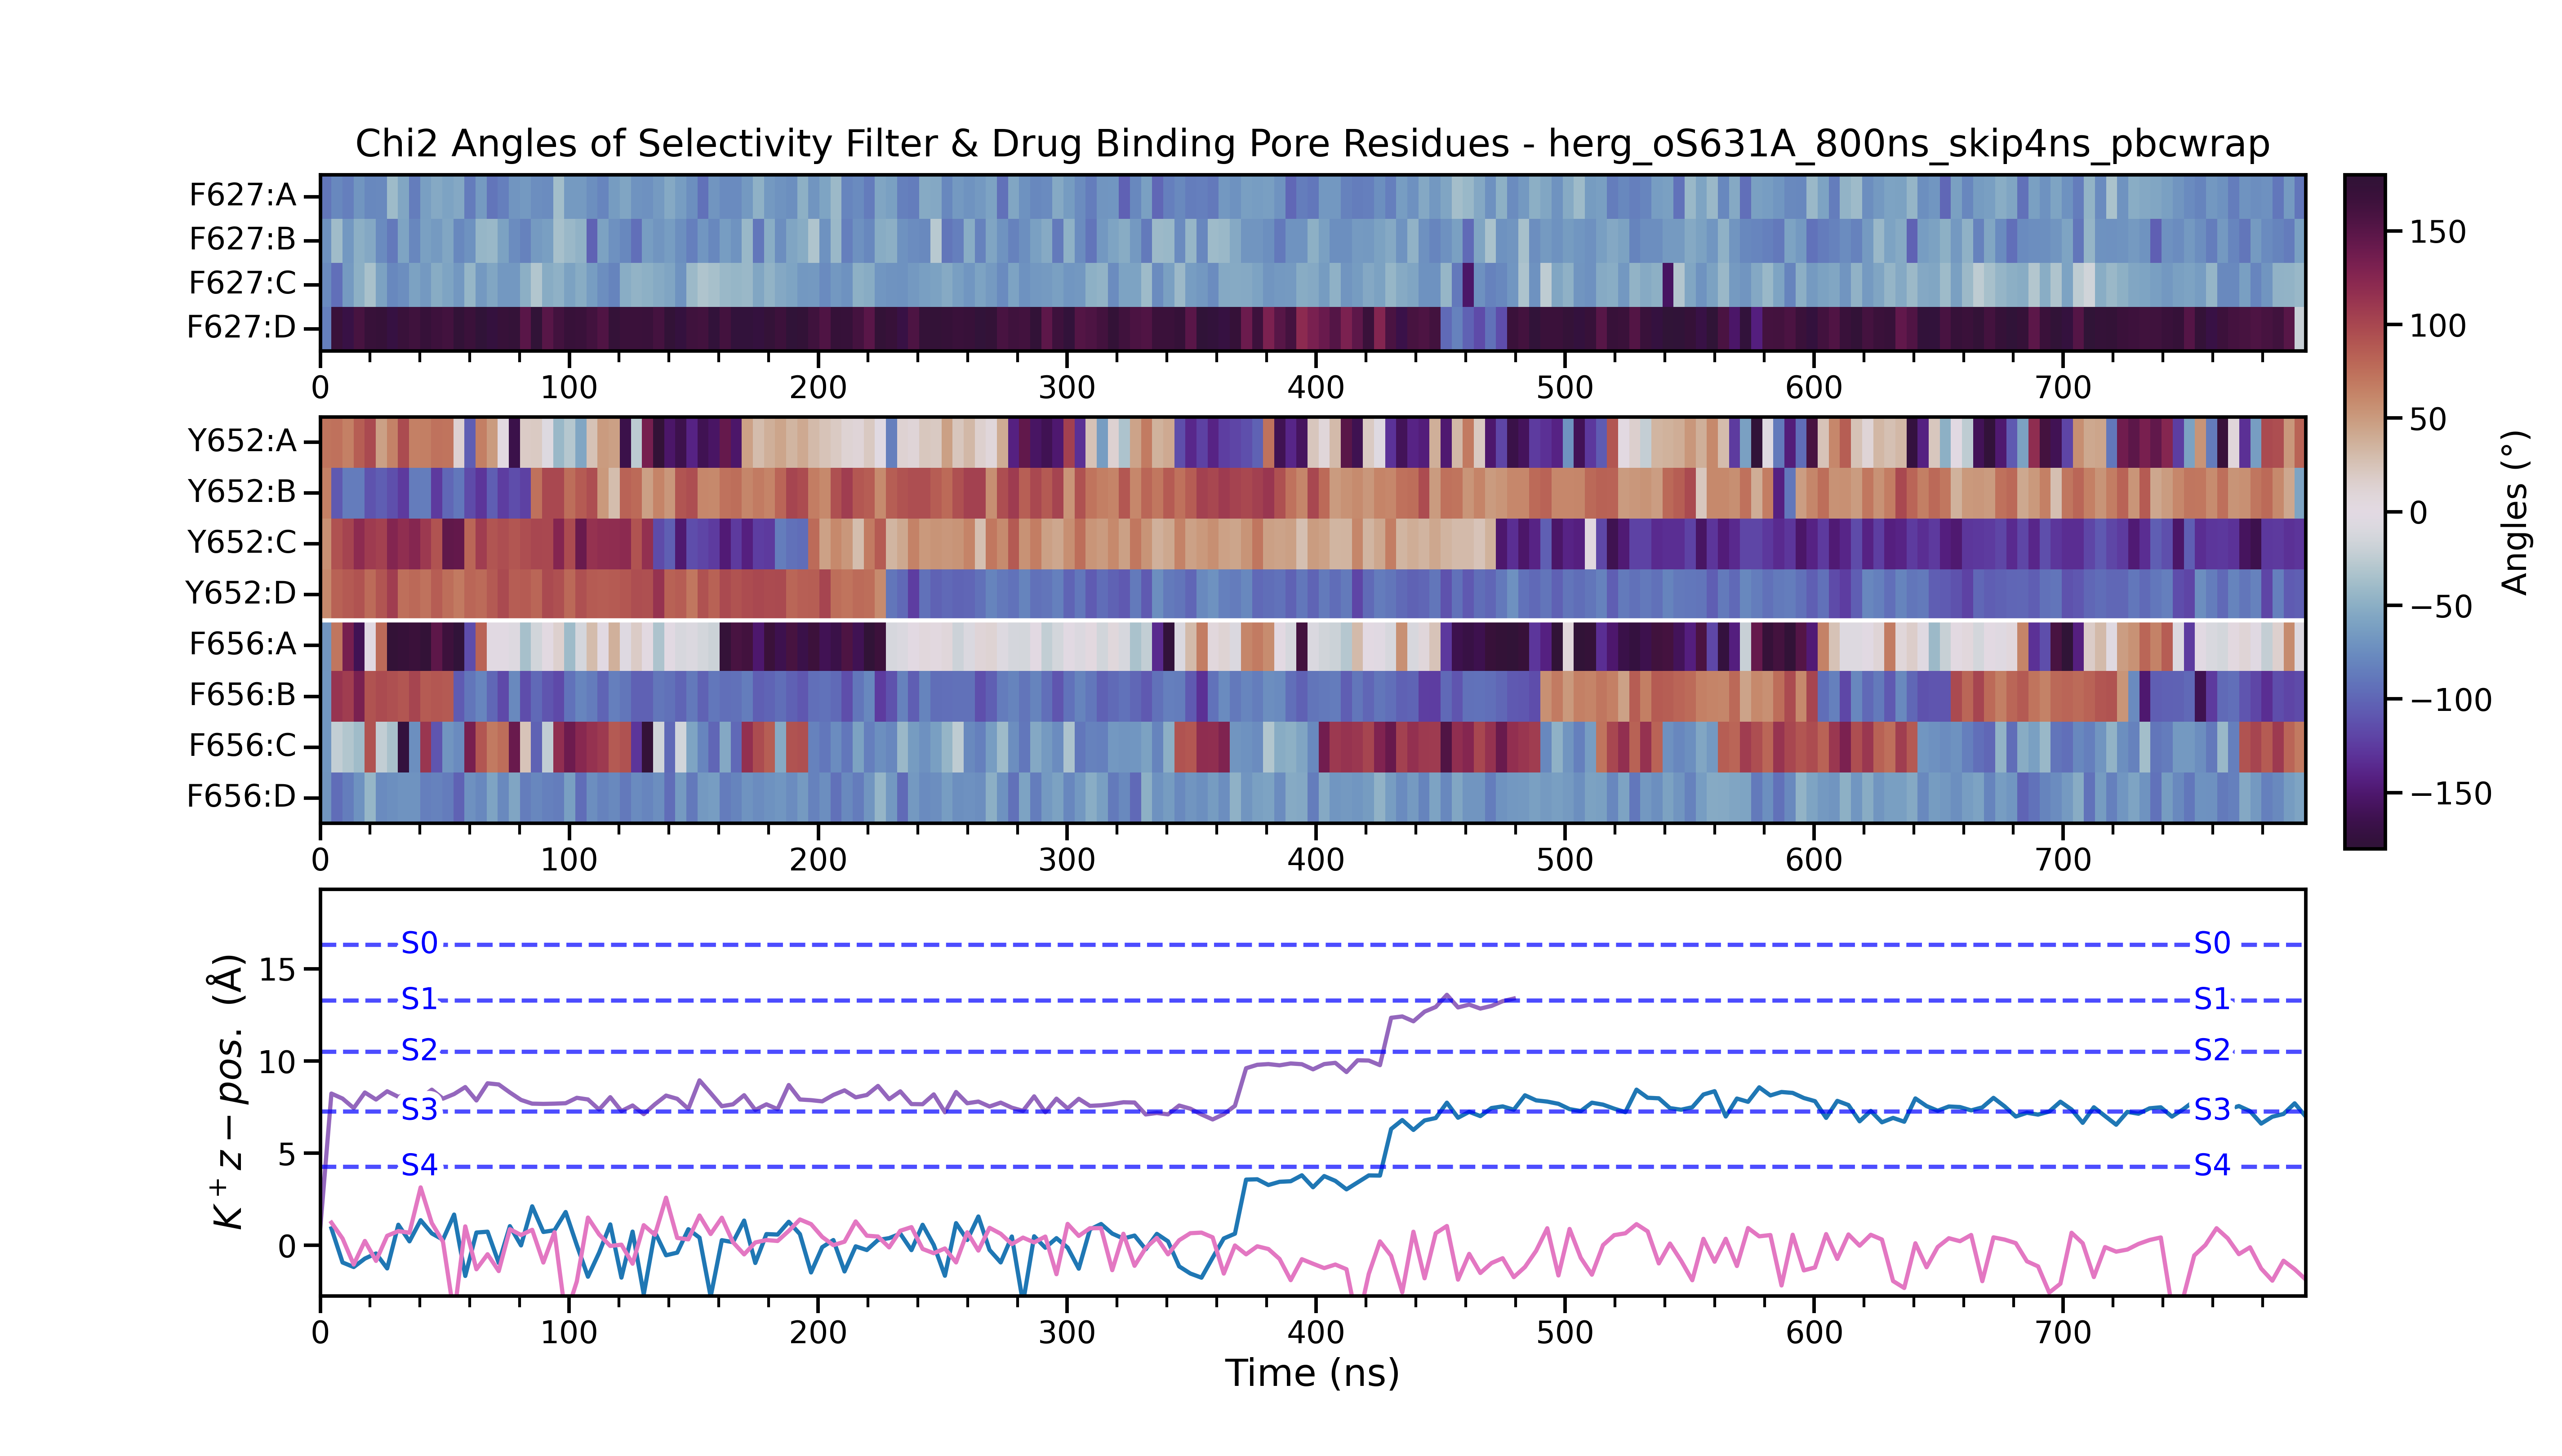 Chi2 Angles of Selectivity Filter & Drug Binding Pore Residues - herg_oS631A_800ns_skip4ns_pbcwrap
F627:A
F627:B
F627:C
F627:D
0 100 200 300 400 500 600 700
Y652:A
Y652:B
Y652:C
Y652:D
F656:A
F656:B
F656:C
F656:D
0 100 200 300 400 500 600 700
150
100
50
0
−50
−100
−150
Angles (°)
K⁺ z − pos. (Å)
15
10
5
0
S0 S0
S1 S1
S2 S2
S3 S3
S4 S4
0 100 200 300 400 500 600 700
Time (ns)